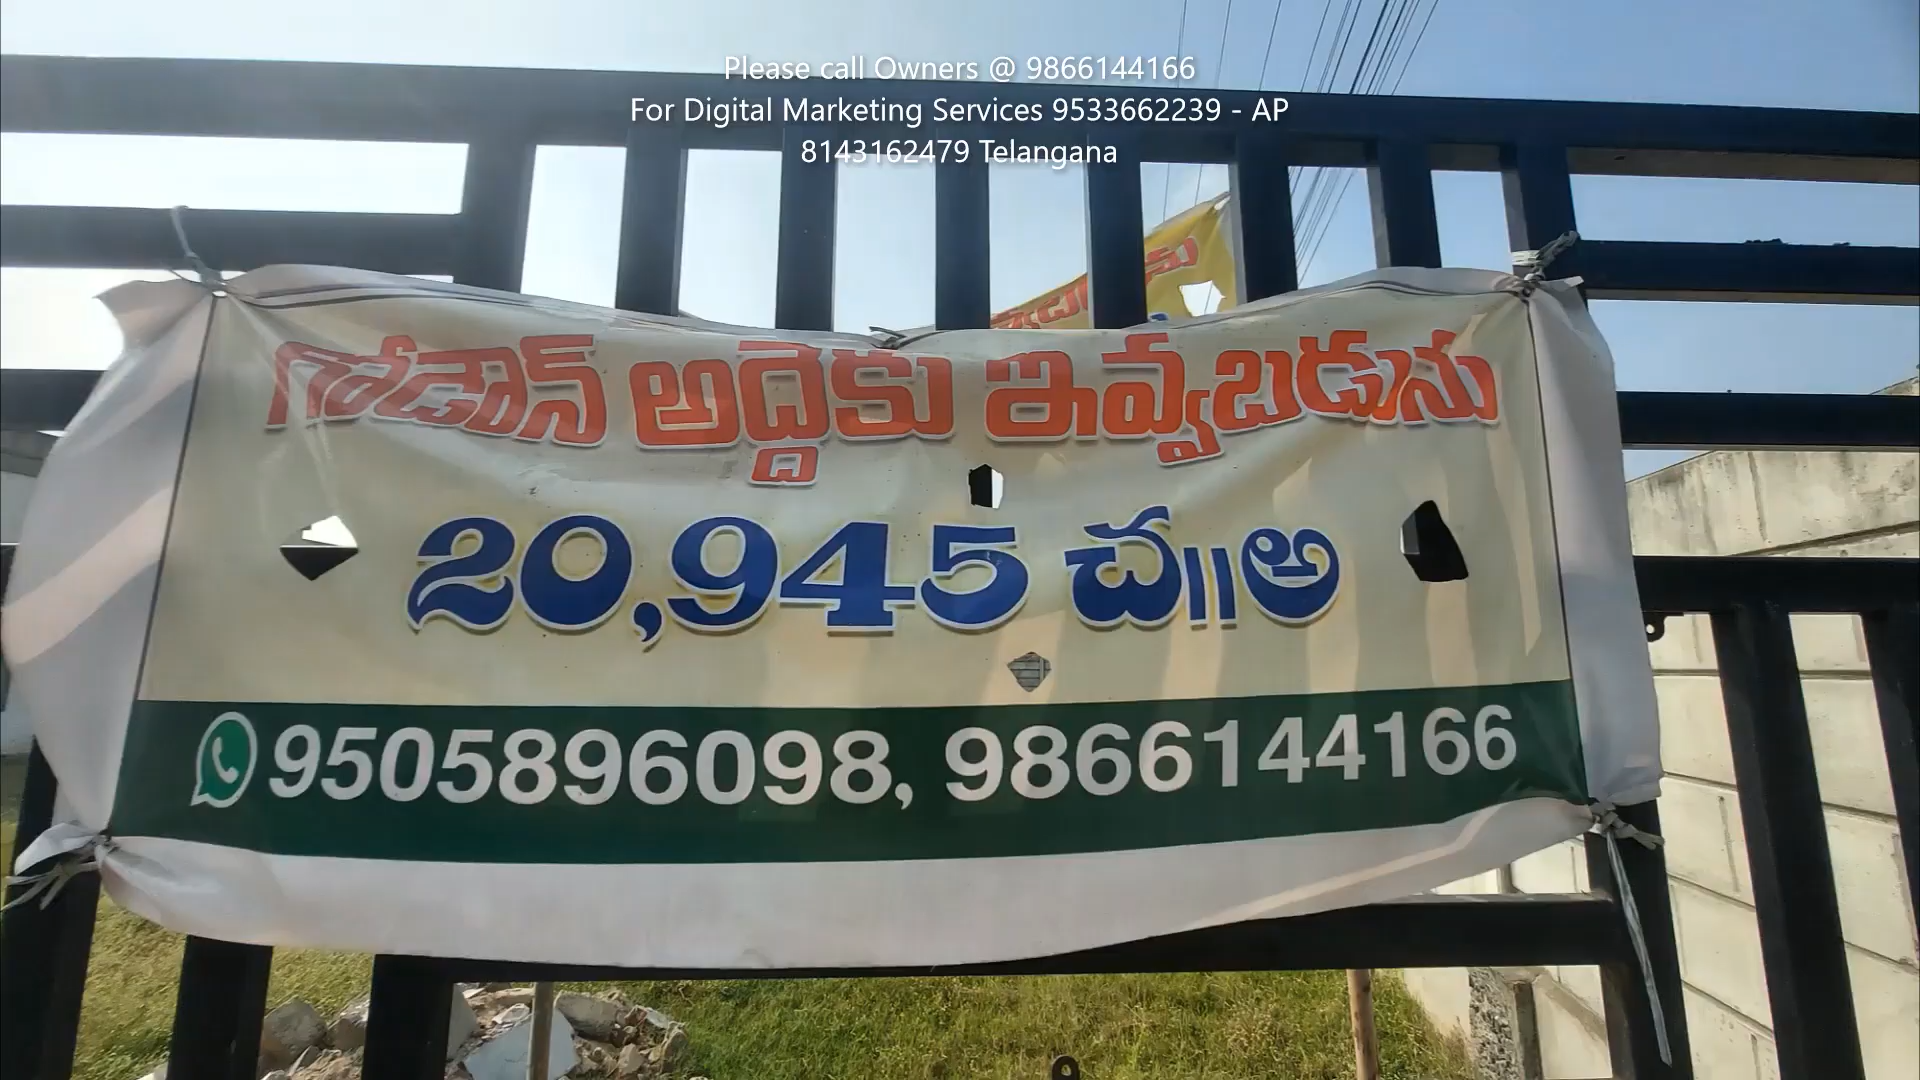 Please call Owners @ 9866144166
For Digital Marketing Services 9533662239 - AP
8143162479 Telangana
గోడౌన్ అద్దెకు ఇవ్వబడును
20,945 చ॥అ
9505896098, 9866144166